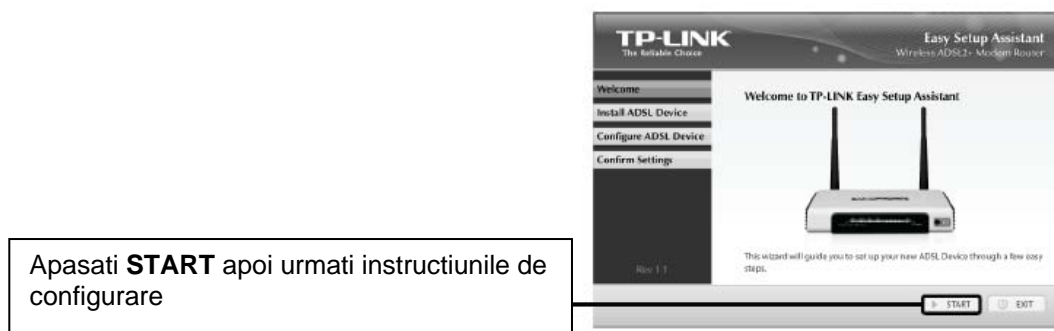 TP-LINK
The Reliable Choice
Easy Setup Assistant
Wireless ADSL2+ Modem Router
Welcome
Install ADSL Device
Configure ADSL Device
Confirm Settings
Rev 1.1
Welcome to TP-LINK Easy Setup Assistant
This wizard will guide you to set up your new ADSL Device through a few easy
steps.
START
EXIT
Apasati START apoi urmati instructiunile de
configurare